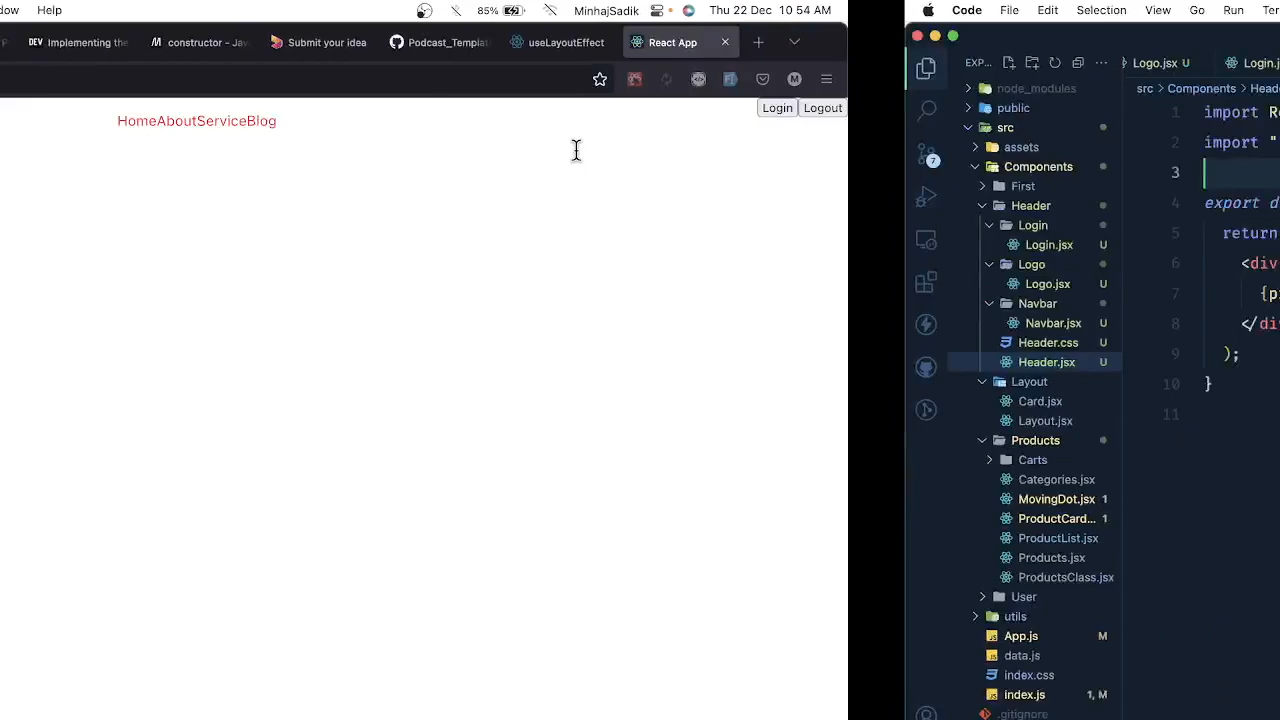 dow Help 85% MinhajSadik Thu 22 Dec 10:54 AM
Code File Edit Selection View Go Run Ter
DEV Implementing the constructor - Jav Submit your idea Podcast_Templat useLayoutEffect React App
M
Login Logout
HomeAboutServiceBlog
EXP...
7
node_modules
public
src
assets
Components
First
Header
Login
Login.jsx U
Logo
Logo.jsx U
Navbar
Navbar.jsx U
Header.css U
Header.jsx U
Layout
Card.jsx
Layout.jsx
Products
Carts
Categories.jsx
MovingDot.jsx 1
ProductCard... 1
ProductList.jsx
Products.jsx
ProductsClass.jsx
User
utils
App.js M
data.js
index.css
index.js 1, M
.gitignore
Logo.jsx U Login.j
src > Components > Heade
1 import Re
2 import "
3
4 export d
5 return
6 <div
7 {p
8 </di
9 );
10 }
11